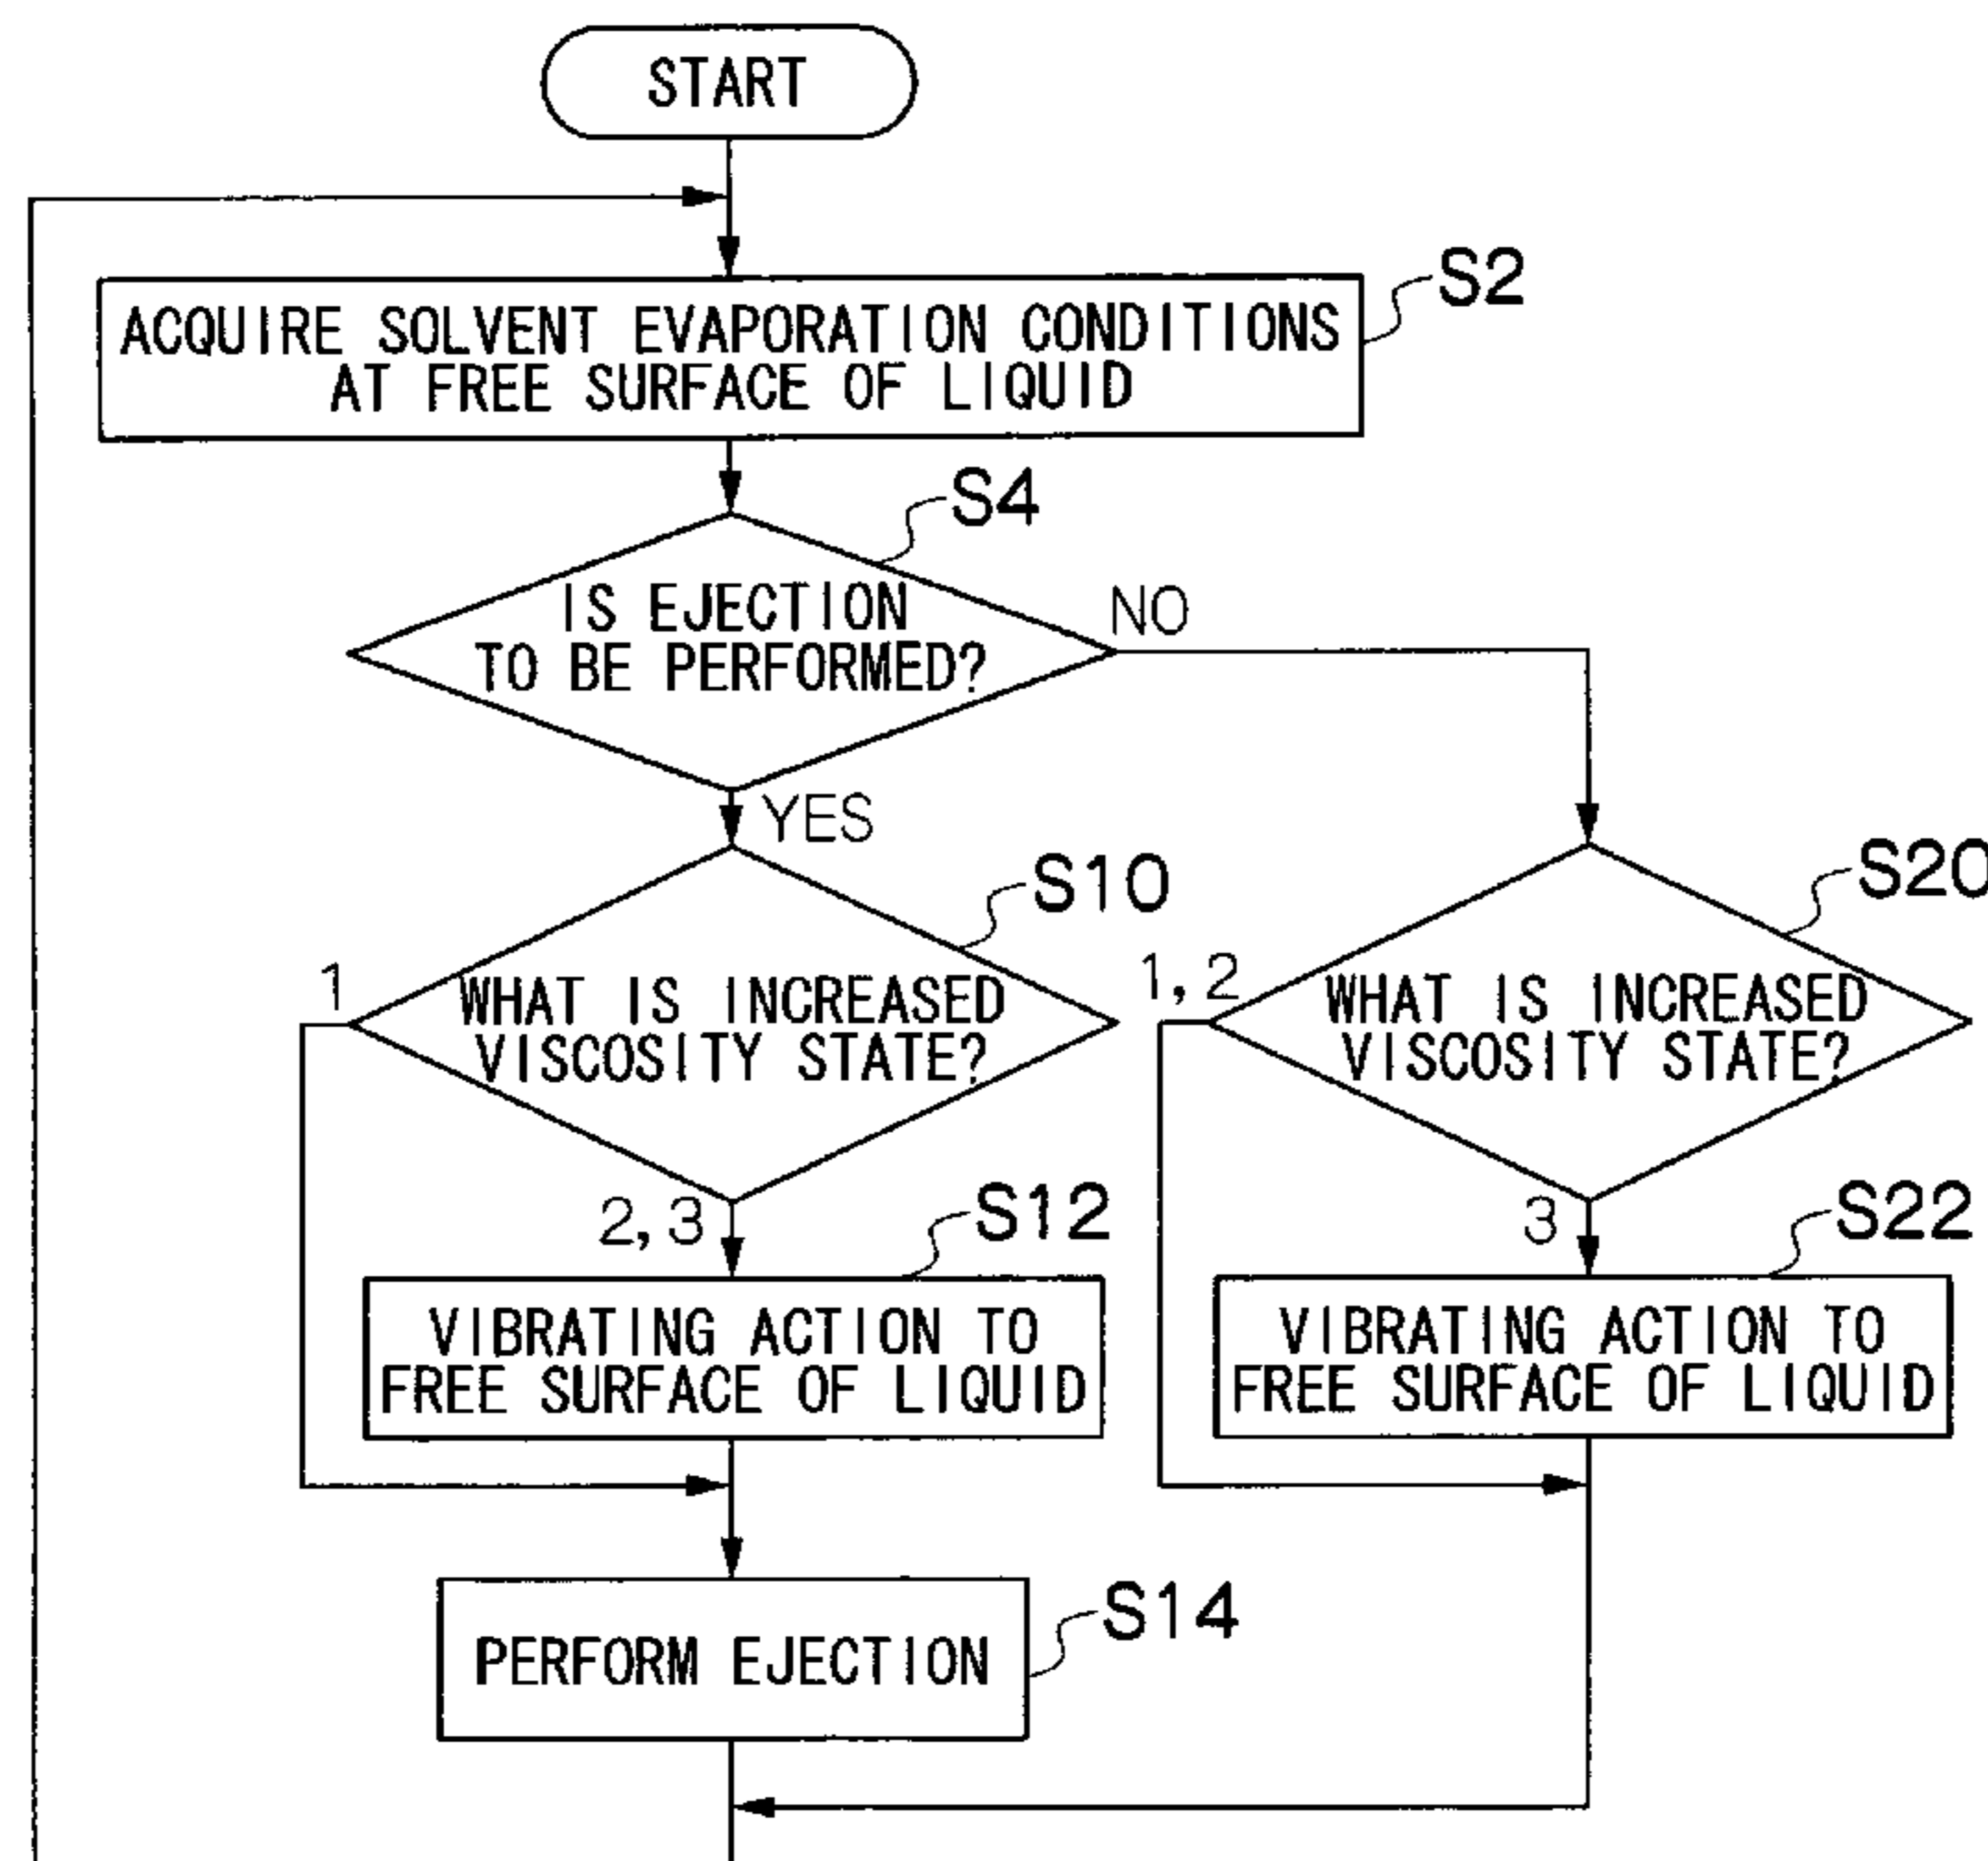 START
S2
ACQUIRE SOLVENT EVAPORATION CONDITIONS
AT FREE SURFACE OF LIQUID
S4
IS EJECTION
TO BE PERFORMED?
NO
YES
S10
1
WHAT IS INCREASED
VISCOSITY STATE?
2,3
S20
1,2
WHAT IS INCREASED
VISCOSITY STATE?
3
S12
VIBRATING ACTION TO
FREE SURFACE OF LIQUID
S22
VIBRATING ACTION TO
FREE SURFACE OF LIQUID
S14
PERFORM EJECTION